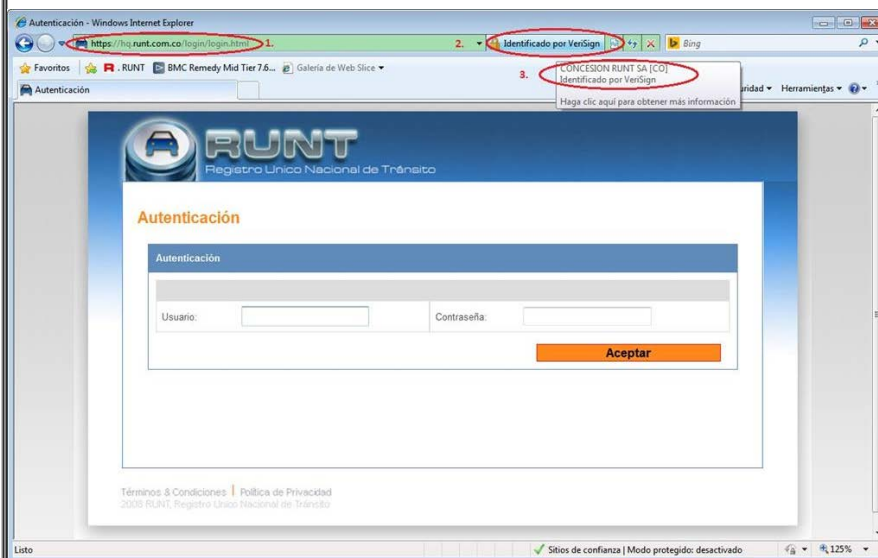 Autenticación - Windows Internet Explorer
https://hq.runt.com.co/login/login.html 1. 2. Identificado por VeriSign Bing
Favoritos R . RUNT BMC Remedy Mid Tier 7.6... Galería de Web Slice
3. CONCESION RUNT SA [CO]
Identificado por VeriSign
Haga clic aquí para obtener más información
Autenticación uridad Herramientas
RUNT
Registro Unico Nacional de Tránsito
Autenticación
Autenticación
Usuario: Contraseña:
Aceptar
Términos & Condiciones | Política de Privacidad
2008 RUNT, Registro Unico Nacional de Tránsito
Listo Sitios de confianza | Modo protegido: desactivado 125%